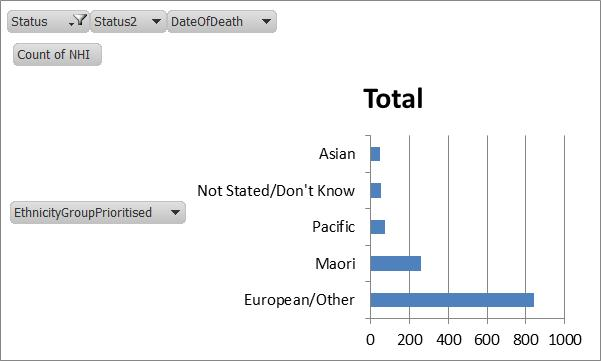 Status Status2 DateOfDeath
Count of NHI
Total
Asian
Not Stated/Don't Know
EthnicityGroupPrioritised
Pacific
Maori
European/Other
0 200 400 600 800 1000